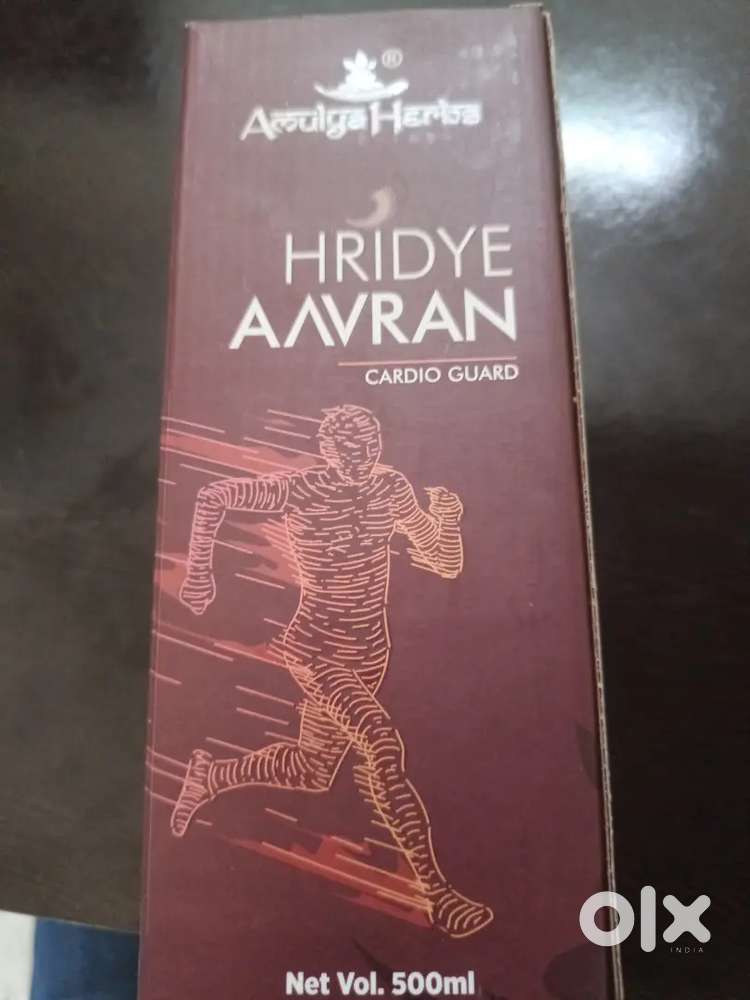 ®
Amulya Herbs
HRIDYE
AAVRAN
CARDIO GUARD
Net Vol. 500ml
olx
INDIA